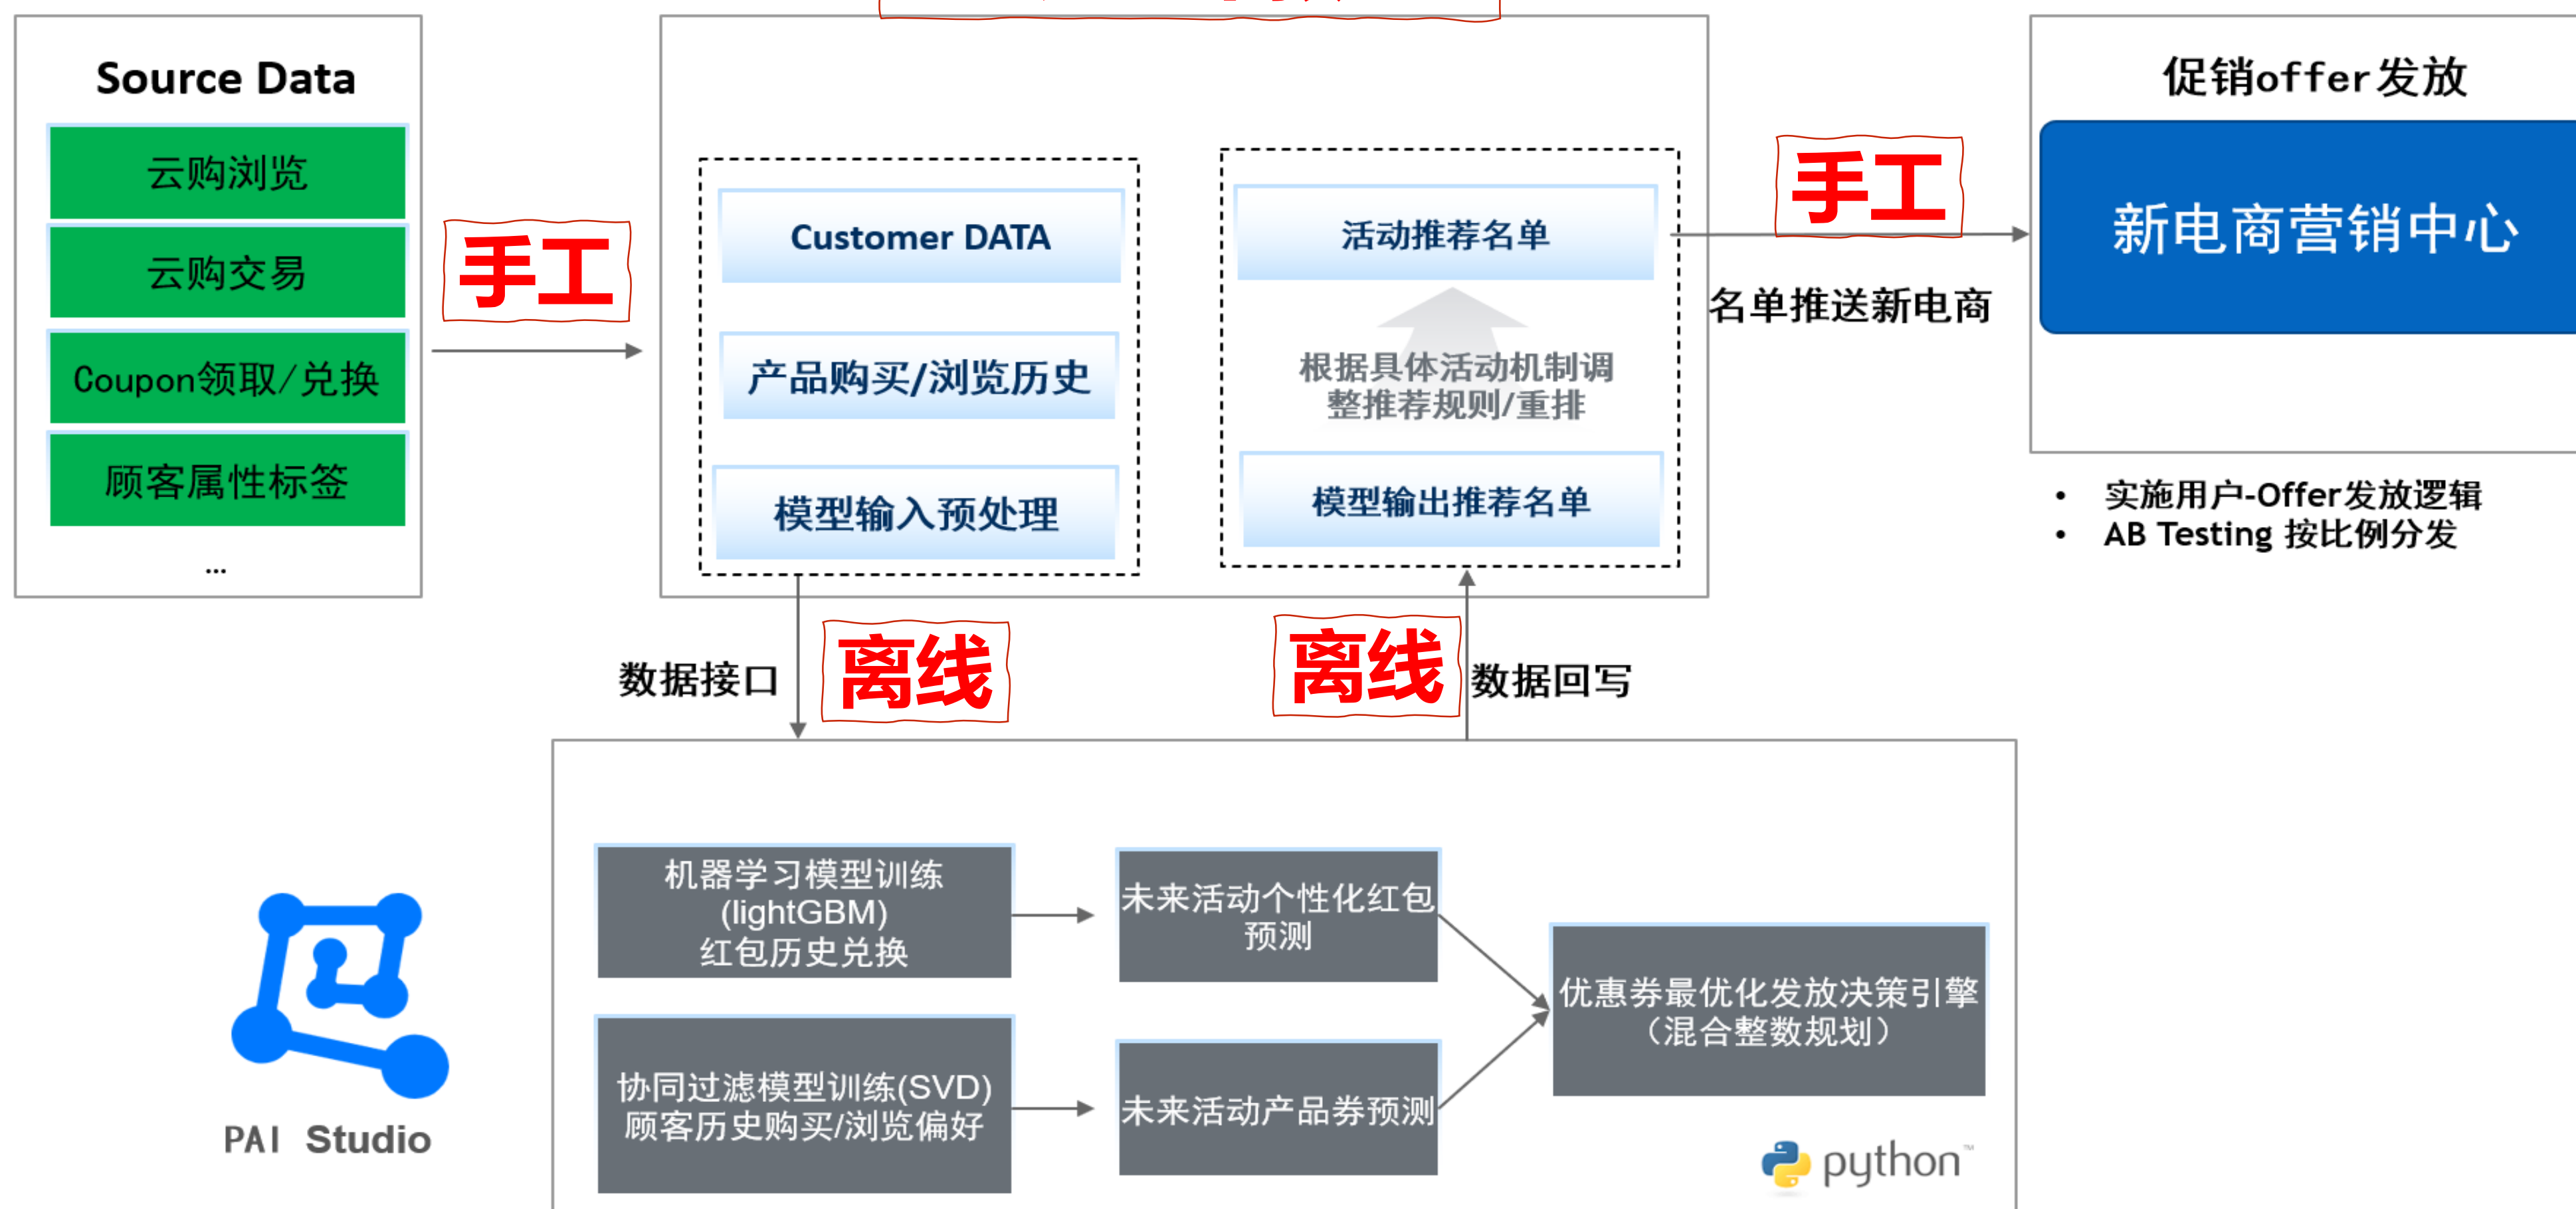 Source Data
云购浏览
云购交易
Coupon领取/兑换
顾客属性标签
...
手工
Customer DATA
产品购买/浏览历史
模型输入预处理
活动推荐名单
根据具体活动机制调
整推荐规则/重排
模型输出推荐名单
手工
名单推送新电商
促销offer发放
新电商营销中心
• 实施用户-Offer发放逻辑
• AB Testing 按比例分发
数据接口
离线
离线
数据回写
PAI Studio
机器学习模型训练
(lightGBM)
红包历史兑换
未来活动个性化红包
预测
协同过滤模型训练(SVD)
顾客历史购买/浏览偏好
未来活动产品券预测
优惠券最优化发放决策引擎
（混合整数规划）
python™